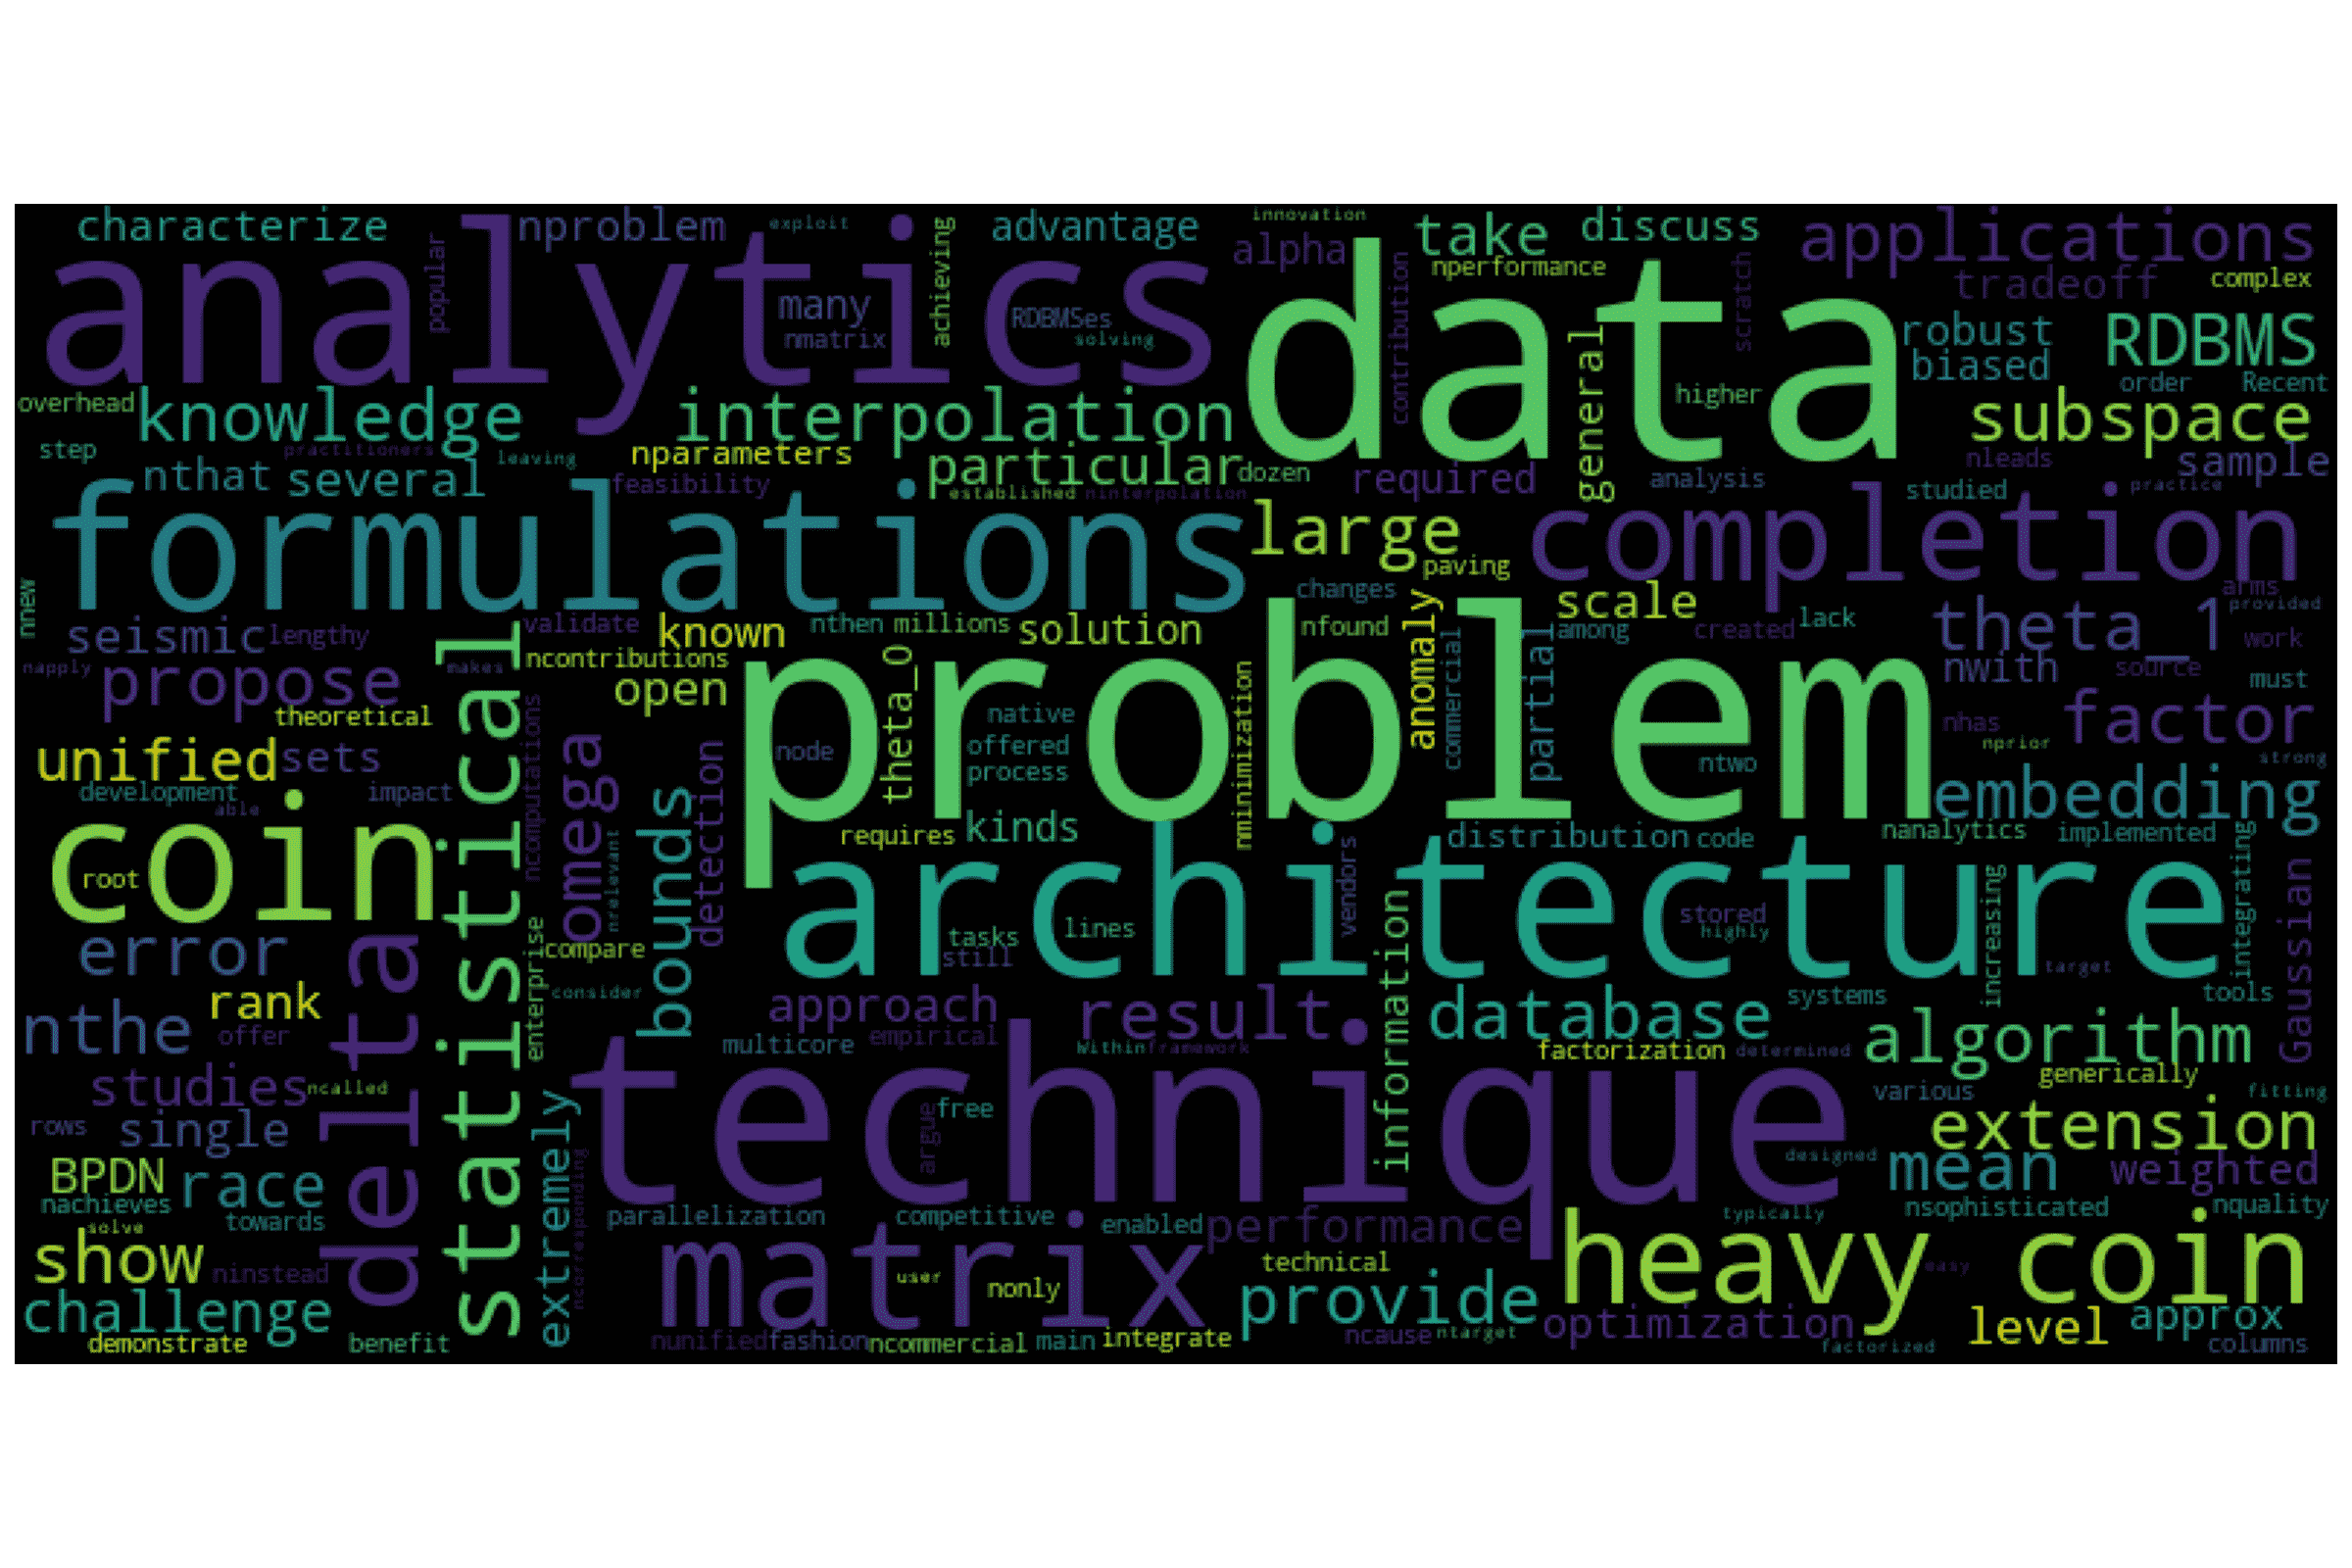 characterize
analytics
popular
nproblem
exploit
many
nmatrix
achieving
RDBMSes
solving
advantage
innovation
alpha
contribution
data
take
discuss
nperformance
general
higher
scratch
applications
tradeoff
complex
robust
biased
RDBMS
order
Recent
overhead
knowledge
interpolation
subspace
step
practitioners
leaving
nparameters
particular
dozen
required
analysis
nleads
sample
nthat
several
feasibility
established
ninterpolation
studied
practice
formulations
large
completion
paving
nnew
changes
anomaly
scale
arms
provided
seismic
lengthy
validate
known
nthen
millions
solution
nfound
commercial
partial
among
created
lack
theta_1
work
napply
makes
statistical
ncontributions
theta_0
nminimization
nwith
source
must
propose
open
problem
theoretical
ncomputations
native
nhas
factor
nprior
strong
unified
sets
omega
detection
node
offered
process
ntwo
development
impact
able
bounds
embedding
coin
root
nrelevant
requires
kinds
distribution
code
nanalytics
implemented
architecture
vendors
information
increasing
integrating
Gaussian
error
delta
enterprise
compare
tasks
lines
still
stored
highly
target
rank
consider
approach
result
database
systems
tools
nthe
offer
multicore
empirical
Within
framework
factorization
determined
algorithm
studies
ncalled
extremely
technique
generically
various
fitting
rows
single
free
argue
extension
BPDN
race
ncorresponding
designed
mean
weighted
nachieves
towards
parallelization
competitive
enabled
performance
typically
nsophisticated
nquality
solve
show
ninstead
matrix
user
nonly
technical
heavy coin
easy
challenge
provide
optimization
level
approx
demonstrate
benefit
nunified
fashion
ncommercial
main
integrate
ncause
ntarget
factorized
columns